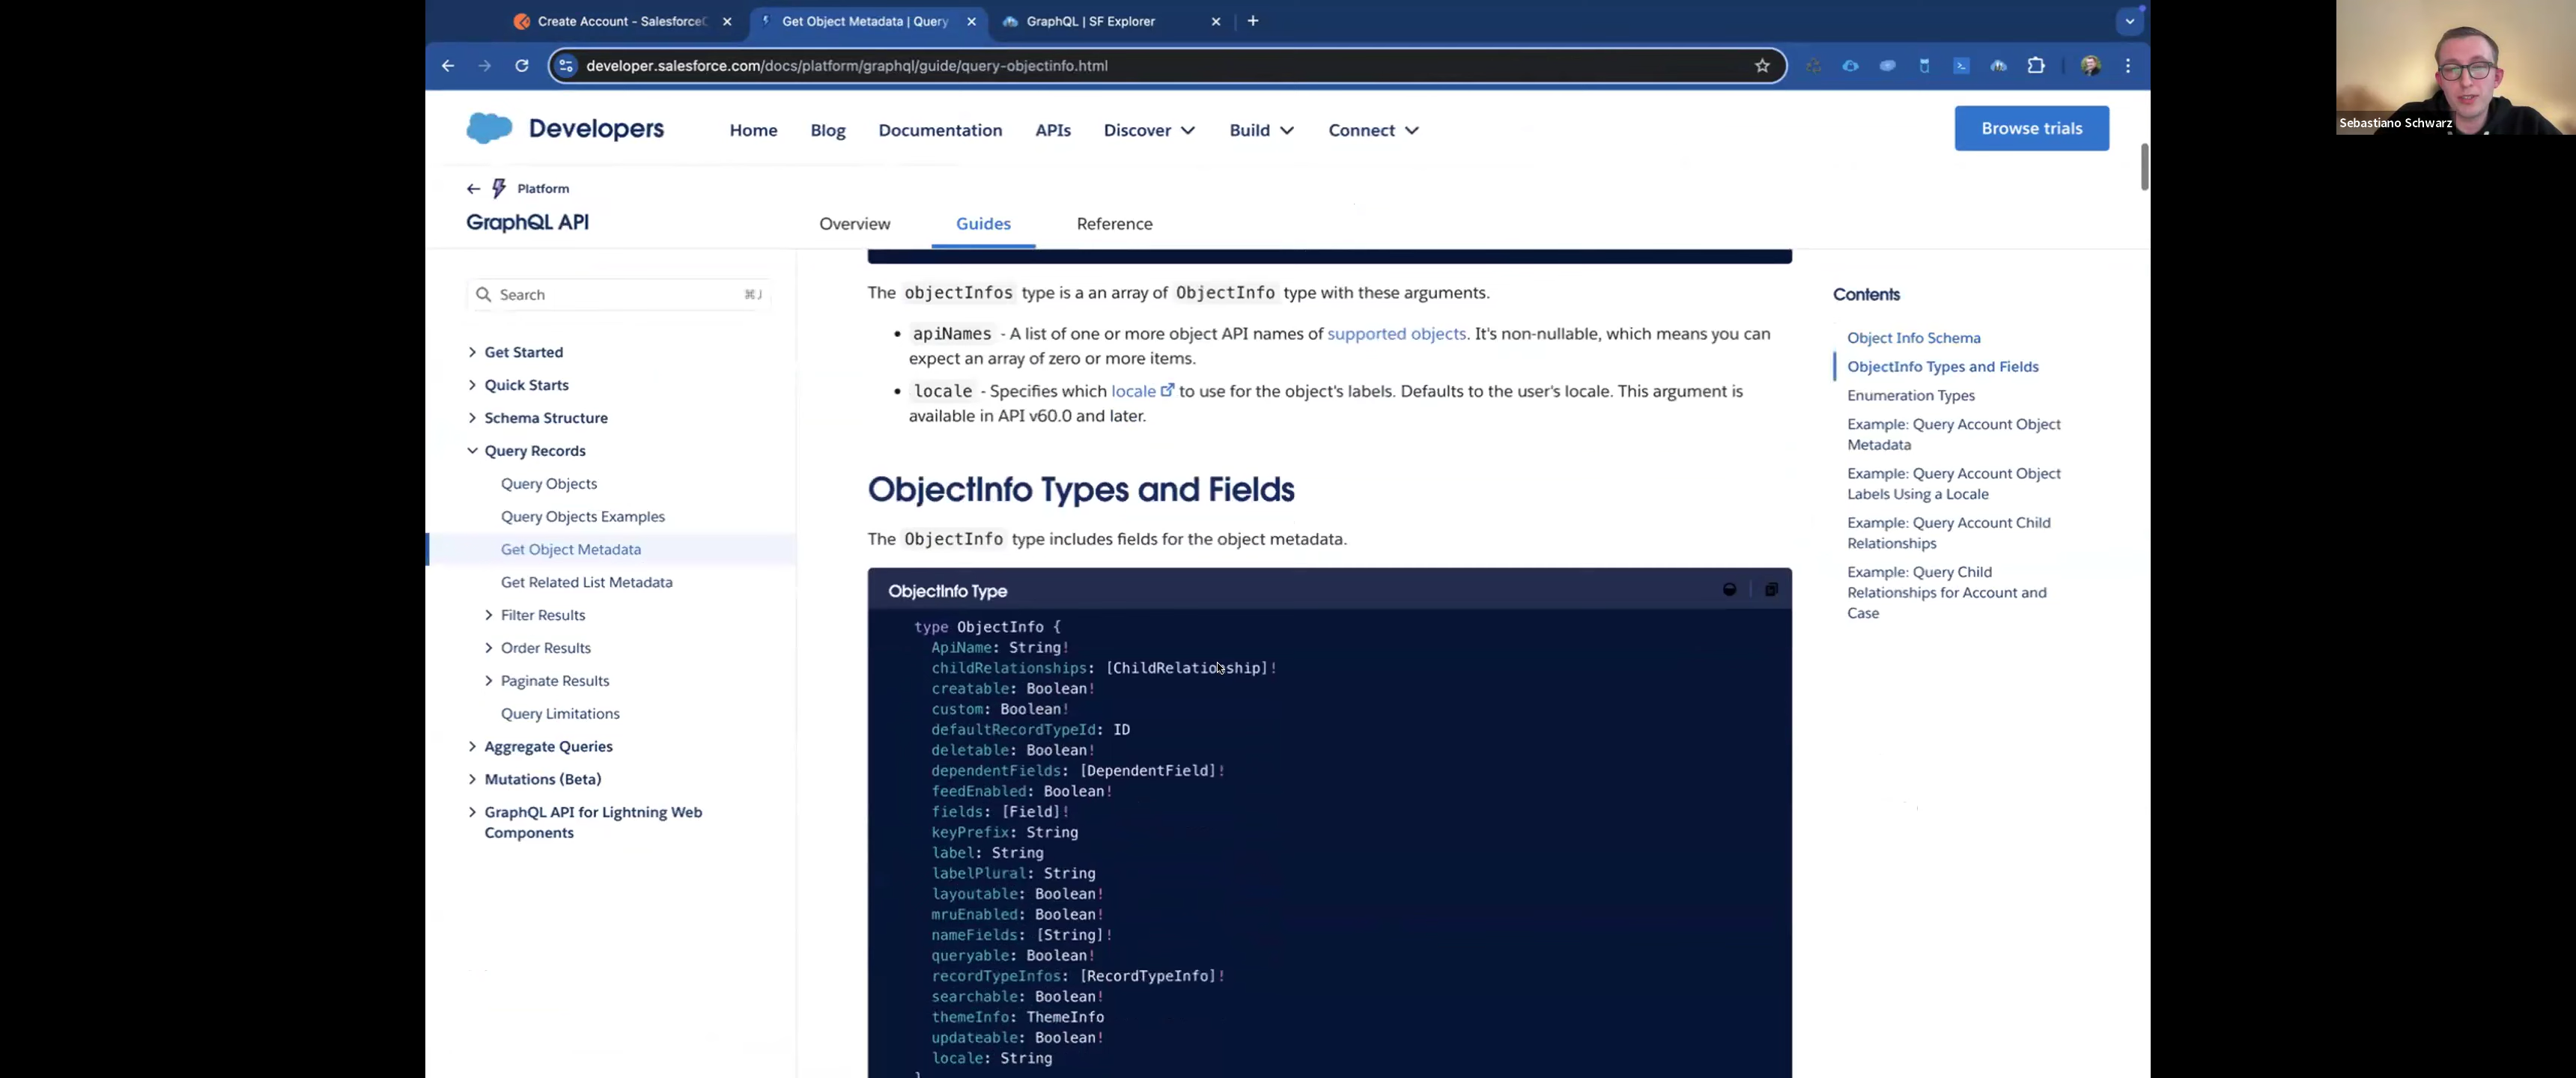 Create Account - Salesforce
Get Object Metadata | Query
GraphQL | SF Explorer
developer.salesforce.com/docs/platform/graphql/guide/query-objectinfo.html
Sebastiano Schwarz
Developers
Home
Blog
Documentation
APIs
Discover
Build
Connect
Browse trials
Platform
GraphQL API
Overview
Guides
Reference
Search
⌘J
Get Started
Quick Starts
Schema Structure
Query Records
Query Objects
Query Objects Examples
Get Object Metadata
Get Related List Metadata
Filter Results
Order Results
Paginate Results
Query Limitations
Aggregate Queries
Mutations (Beta)
GraphQL API for Lightning Web
Components
The objectInfos type is a an array of ObjectInfo type with these arguments.
• apiNames - A list of one or more object API names of supported objects. It's non-nullable, which means you can
expect an array of zero or more items.
• locale - Specifies which locale to use for the object's labels. Defaults to the user's locale. This argument is
available in API v60.0 and later.
ObjectInfo Types and Fields
The ObjectInfo type includes fields for the object metadata.
ObjectInfo Type
type ObjectInfo {
ApiName: String!
childRelationships: [ChildRelationship]!
creatable: Boolean!
custom: Boolean!
defaultRecordTypeId: ID
deletable: Boolean!
dependentFields: [DependentField]!
feedEnabled: Boolean!
fields: [Field]!
keyPrefix: String
label: String
labelPlural: String
layoutable: Boolean!
mruEnabled: Boolean!
nameFields: [String]!
queryable: Boolean!
recordTypeInfos: [RecordTypeInfo]!
searchable: Boolean!
themeInfo: ThemeInfo
updateable: Boolean!
locale: String
Contents
Object Info Schema
ObjectInfo Types and Fields
Enumeration Types
Example: Query Account Object
Metadata
Example: Query Account Object
Labels Using a Locale
Example: Query Account Child
Relationships
Example: Query Child
Relationships for Account and
Case